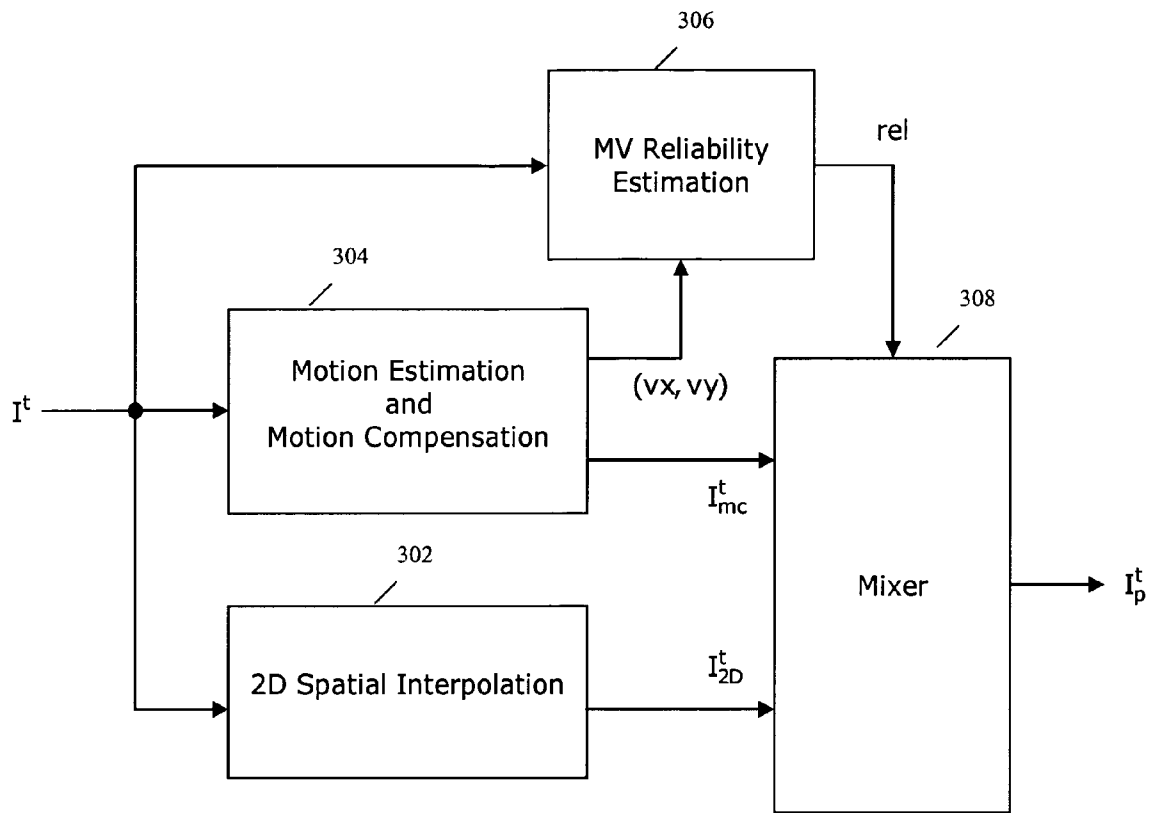 306
MV Reliability
Estimation
rel
304
Motion Estimation
and
Motion Compensation
(vx, vy)
308
I^t
I^t_mc
302
2D Spatial Interpolation
I^t_2D
Mixer
I^t_p